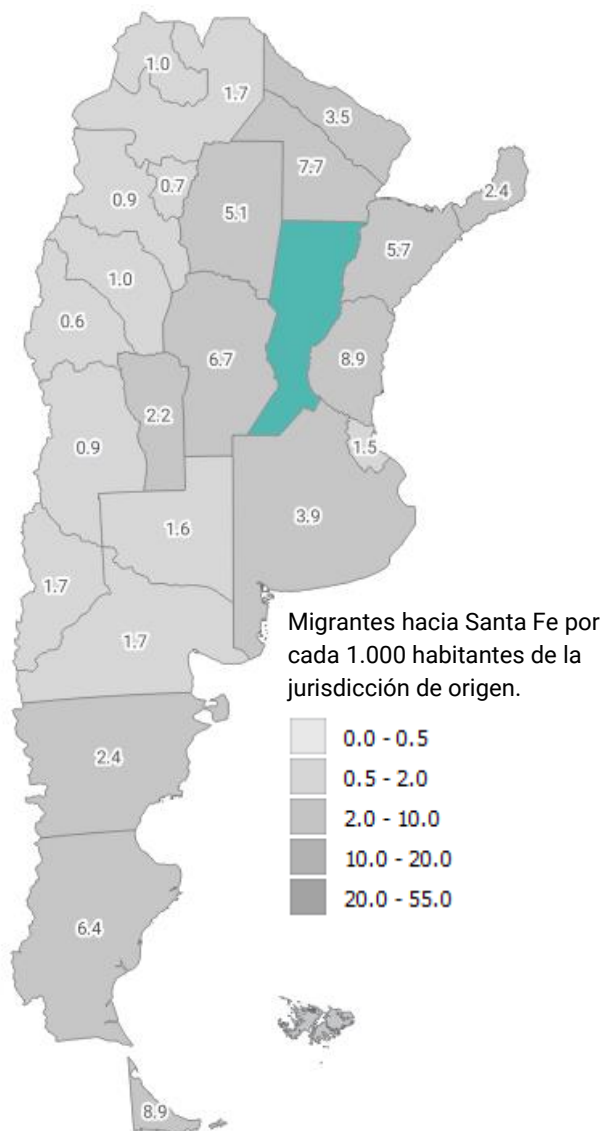 1.0
1.7
3.5
7.7
0.7
0.9
5.1
2.4
5.7
1.0
0.6
6.7
8.9
2.2
0.9
1.5
1.6
3.9
1.7
1.7
Migrantes hacia Santa Fe por
cada 1.000 habitantes de la
jurisdicción de origen.
2.4
0.0 - 0.5
0.5 - 2.0
2.0 - 10.0
10.0 - 20.0
20.0 - 55.0
6.4
8.9